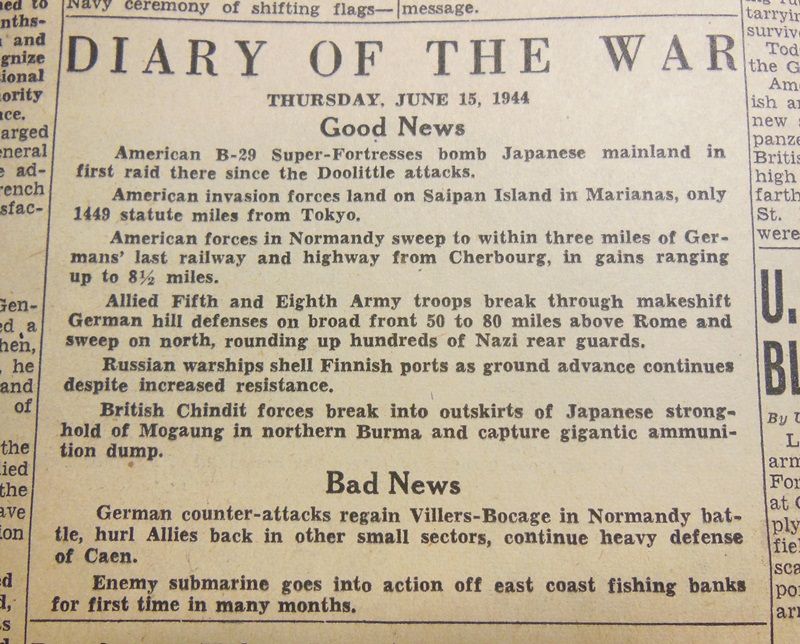 Navy ceremony of shifting flags—
message.
DIARY OF THE WAR
THURSDAY, JUNE 15, 1944
Good News
American B-29 Super-Fortresses bomb Japanese mainland in
first raid there since the Doolittle attacks.
American invasion forces land on Saipan Island in Marianas, only
1449 statute miles from Tokyo.
American forces in Normandy sweep to within three miles of Ger-
mans' last railway and highway from Cherbourg, in gains ranging
up to 8½ miles.
Allied Fifth and Eighth Army troops break through makeshift
German hill defenses on broad front 50 to 80 miles above Rome and
sweep on north, rounding up hundreds of Nazi rear guards.
Russian warships shell Finnish ports as ground advance continues
despite increased resistance.
British Chindit forces break into outskirts of Japanese strong-
hold of Mogaung in northern Burma and capture gigantic ammuni-
tion dump.
Bad News
German counter-attacks regain Villers-Bocage in Normandy bat-
tle, hurl Allies back in other small sectors, continue heavy defense
of Caen.
Enemy submarine goes into action off east coast fishing banks
for first time in many months.